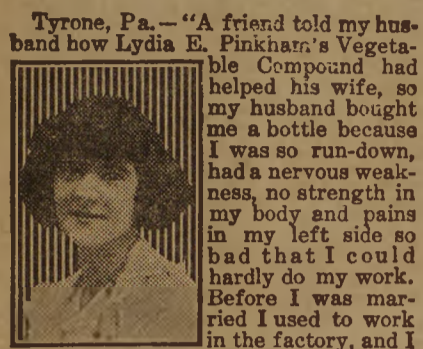 Tyrone, Pa.—"A friend told my hus-
band how Lydia E. Pinkham's Vegeta-
ble Compound had
helped his wife, so
my husband bought
me a bottle because
I was so run-down,
had a nervous weak-
ness, no strength in
my body and pains
in my left side so
bad that I could
hardly do my work.
Before I was mar-
ried I used to work
in the factory, and I